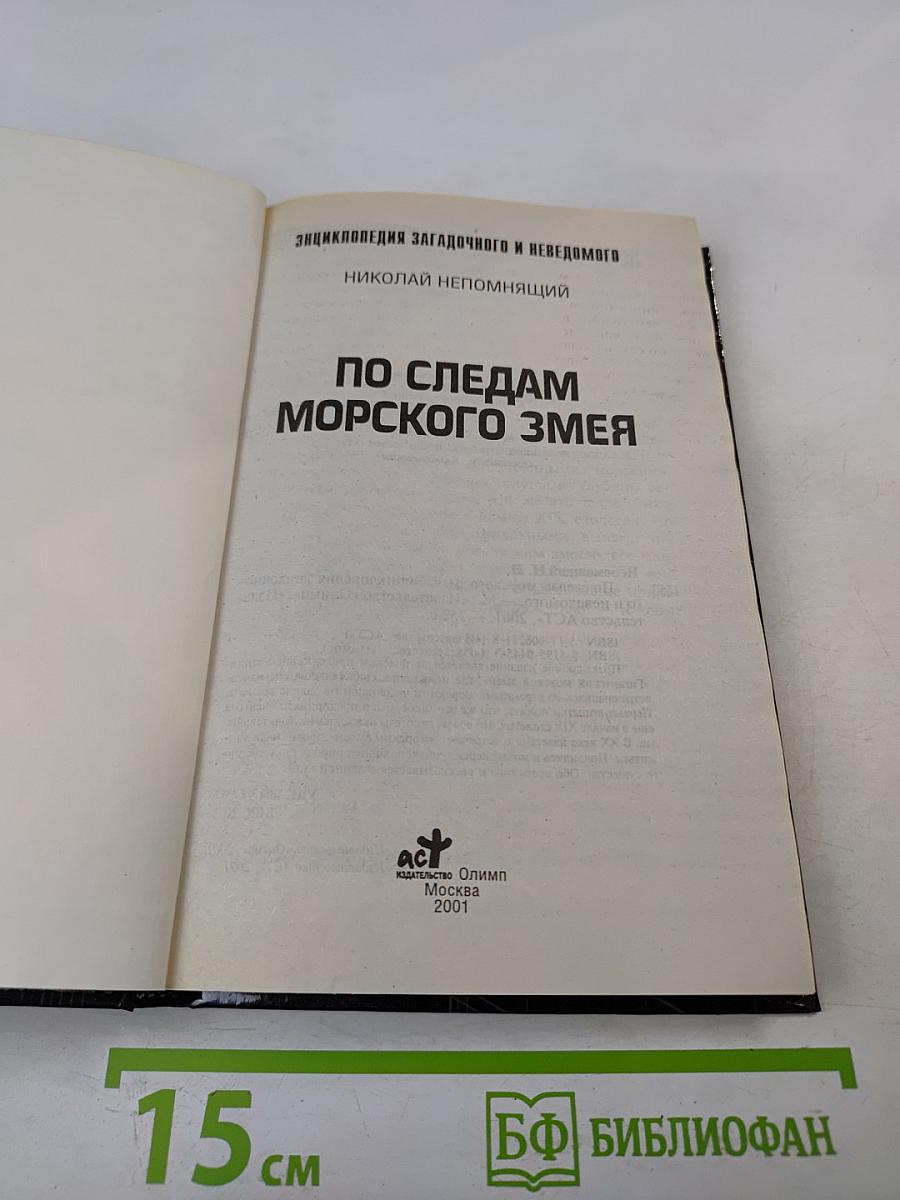 ЭНЦИКЛОПЕДИЯ ЗАГАДОЧНОГО И НЕВЕДОМОГО
НИКОЛАЙ НЕПОМНЯЩИЙ
ПО СЛЕДАМ
МОРСКОГО ЗМЕЯ
аст
ИЗДАТЕЛЬСТВО Олимп
Москва
2001
15 см
БФ БИБЛИОФАН